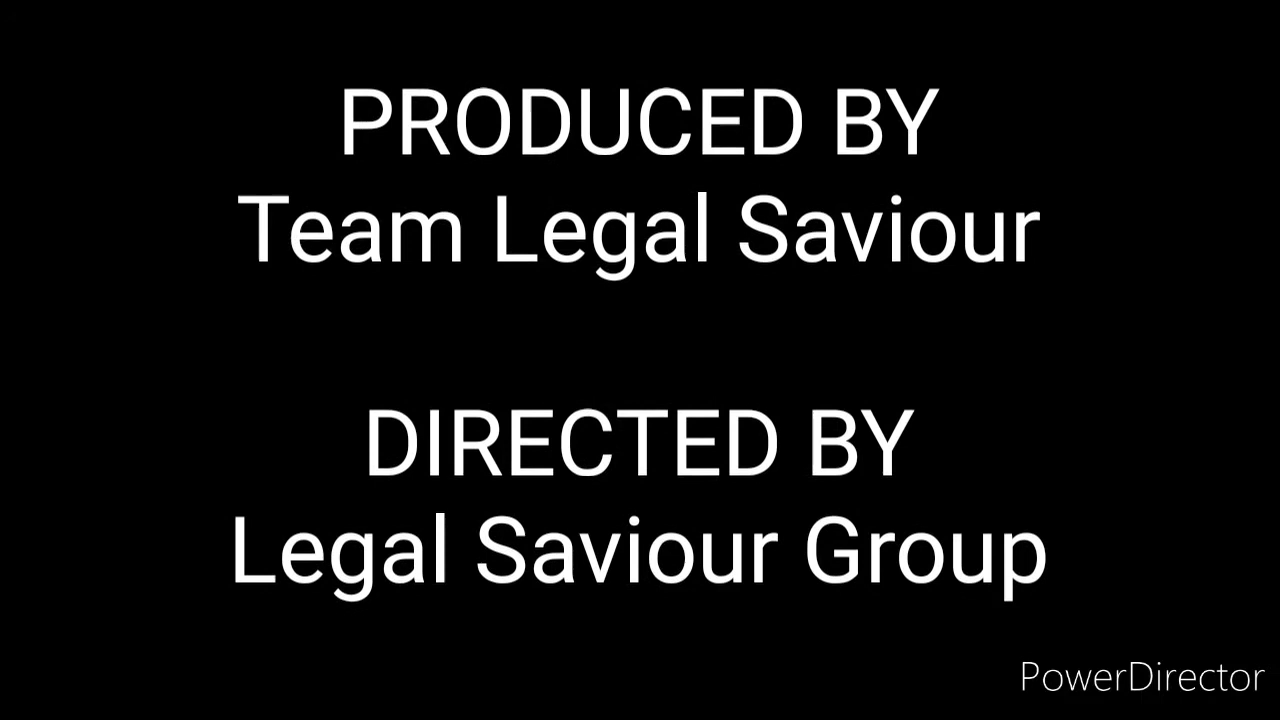 PRODUCED BY
Team Legal Saviour
DIRECTED BY
Legal Saviour Group
PowerDirector